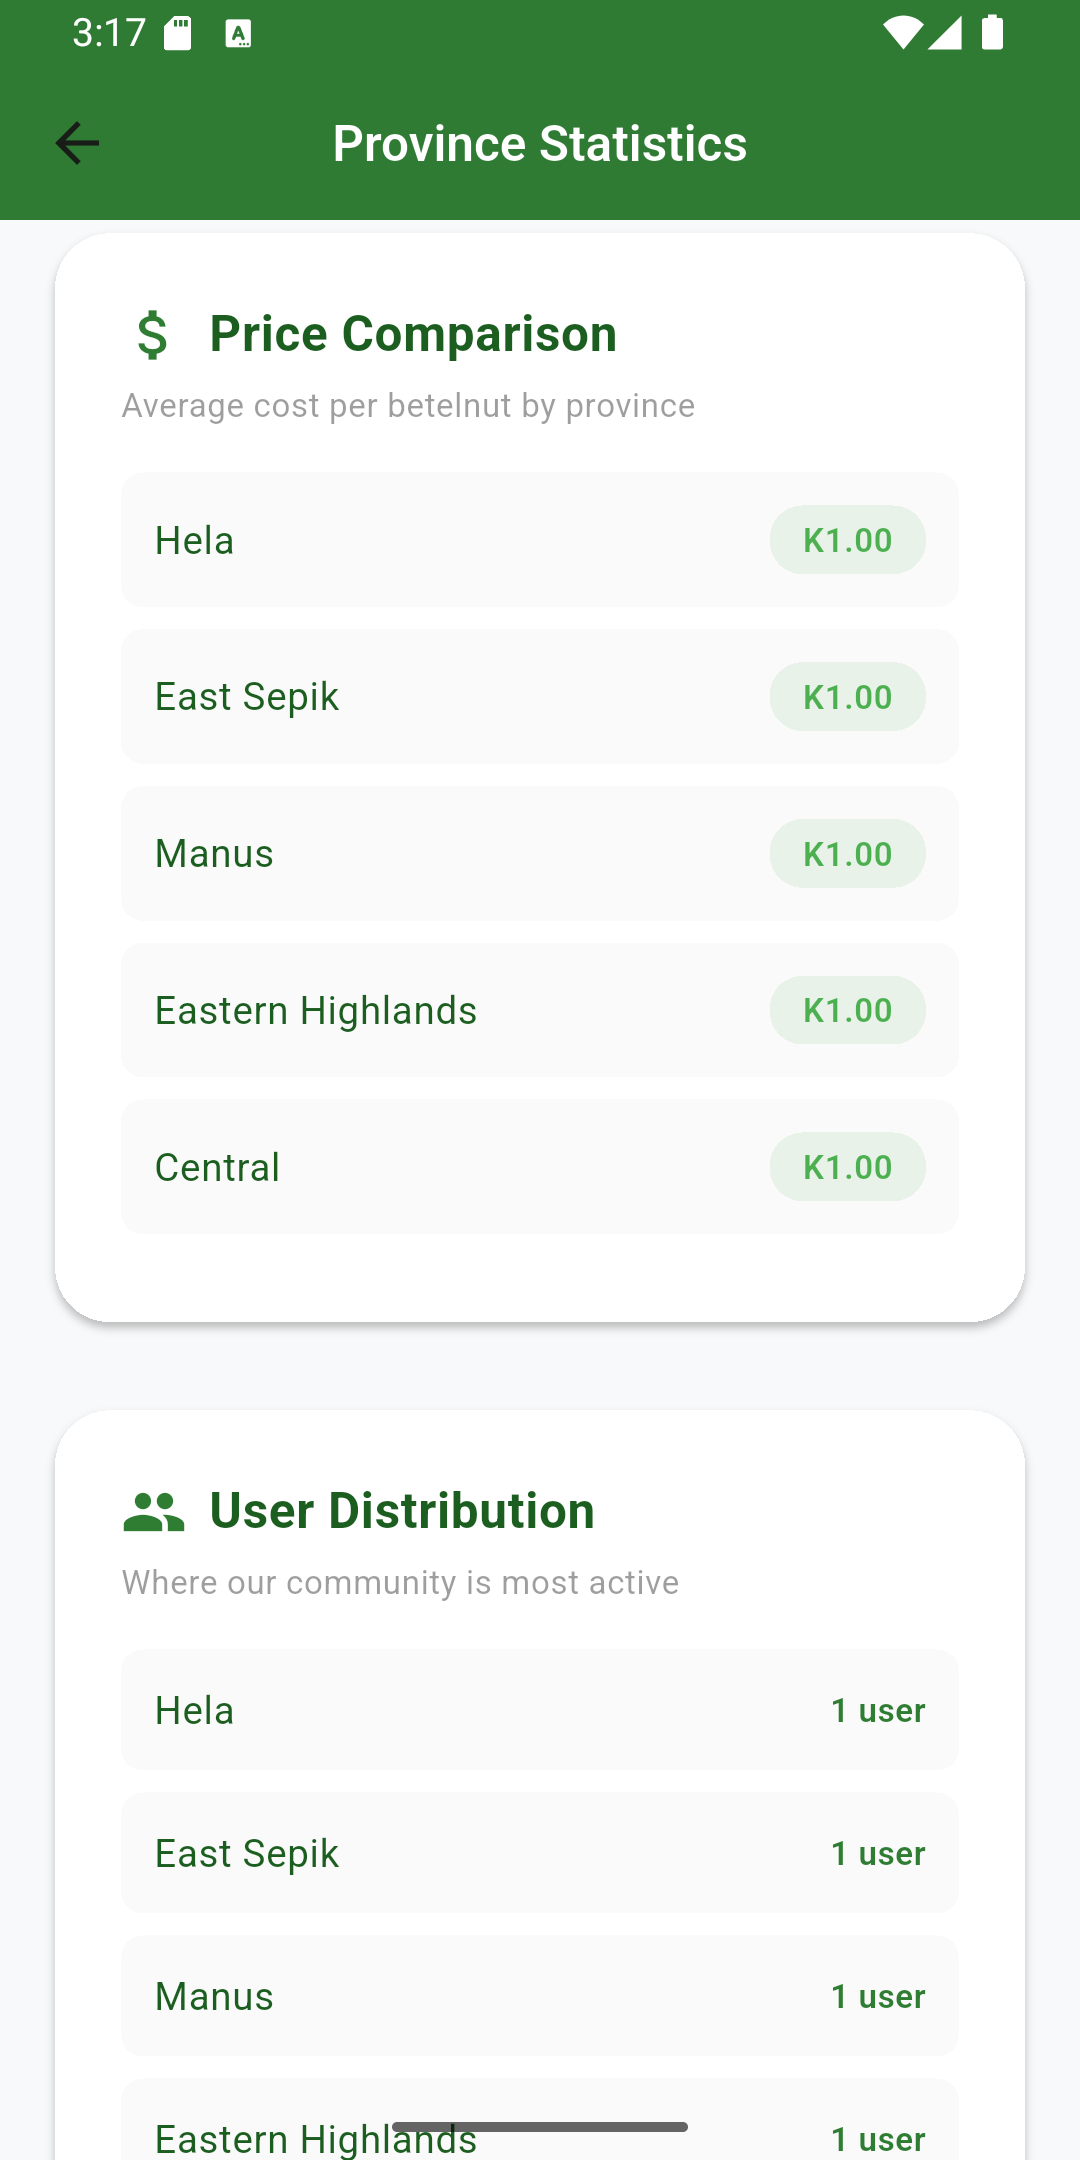 3:17
Province Statistics
Price Comparison
Average cost per betelnut by province
Hela K1.00
East Sepik K1.00
Manus K1.00
Eastern Highlands K1.00
Central K1.00
User Distribution
Where our community is most active
Hela 1 user
East Sepik 1 user
Manus 1 user
Eastern Highlands 1 user